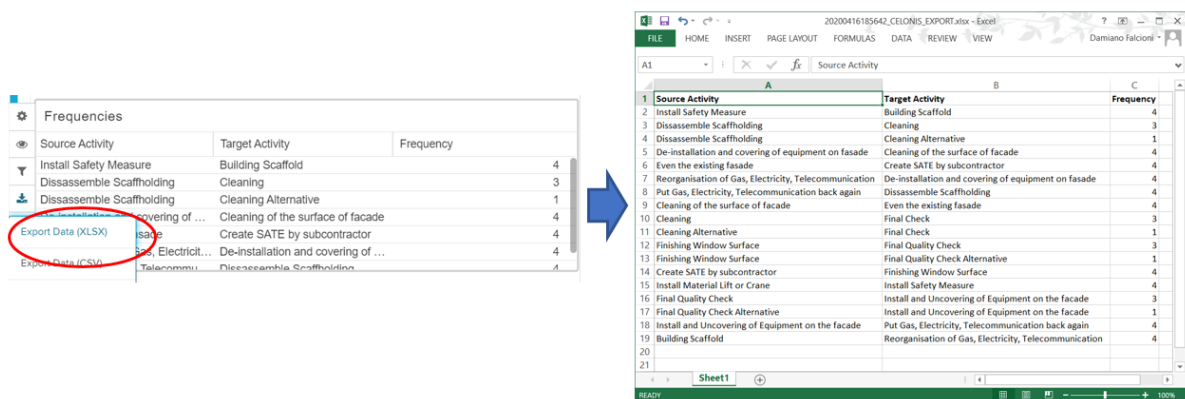 Frequencies
Source Activity Target Activity Frequency
Install Safety Measure Building Scaffold 4
Dissassemble Scaffholding Cleaning 3
Dissassemble Scaffholding Cleaning Alternative 1
covering of ... Cleaning of the surface of facade 4
Create SATE by subcontractor 4
Gas, Electricit... De-installation and covering of ... 4
Telecommu... Dissassemble Scaffholding 4
Export Data (XLSX)
Export Data (CSV)
20200416185642_CELONIS_EXPORT.xlsx - Excel
FILE HOME INSERT PAGE LAYOUT FORMULAS DATA REVIEW VIEW Damiano Falcioni
A1 fx Source Activity
A B C
1 Source Activity Target Activity Frequency
2 Install Safety Measure Building Scaffold 4
3 Dissassemble Scaffholding Cleaning 3
4 Dissassemble Scaffholding Cleaning Alternative 1
5 De-installation and covering of equipment on fasade Cleaning of the surface of facade 4
6 Even the existing fasade Create SATE by subcontractor 4
7 Reorganisation of Gas, Electricity, Telecommunication De-installation and covering of equipment on fasade 4
8 Put Gas, Electricity, Telecommunication back again Dissassemble Scaffholding 4
9 Cleaning of the surface of facade Even the existing fasade 4
10 Cleaning Final Check 3
11 Cleaning Alternative Final Check 1
12 Finishing Window Surface Final Quality Check 3
13 Finishing Window Surface Final Quality Check Alternative 1
14 Create SATE by subcontractor Finishing Window Surface 4
15 Install Material Lift or Crane Install Safety Measure 4
16 Final Quality Check Install and Uncovering of Equipment on the facade 3
17 Final Quality Check Alternative Install and Uncovering of Equipment on the facade 1
18 Install and Uncovering of Equipment on the facade Put Gas, Electricity, Telecommunication back again 4
19 Building Scaffold Reorganisation of Gas, Electricity, Telecommunication 4
20
21
Sheet1
READY 100%